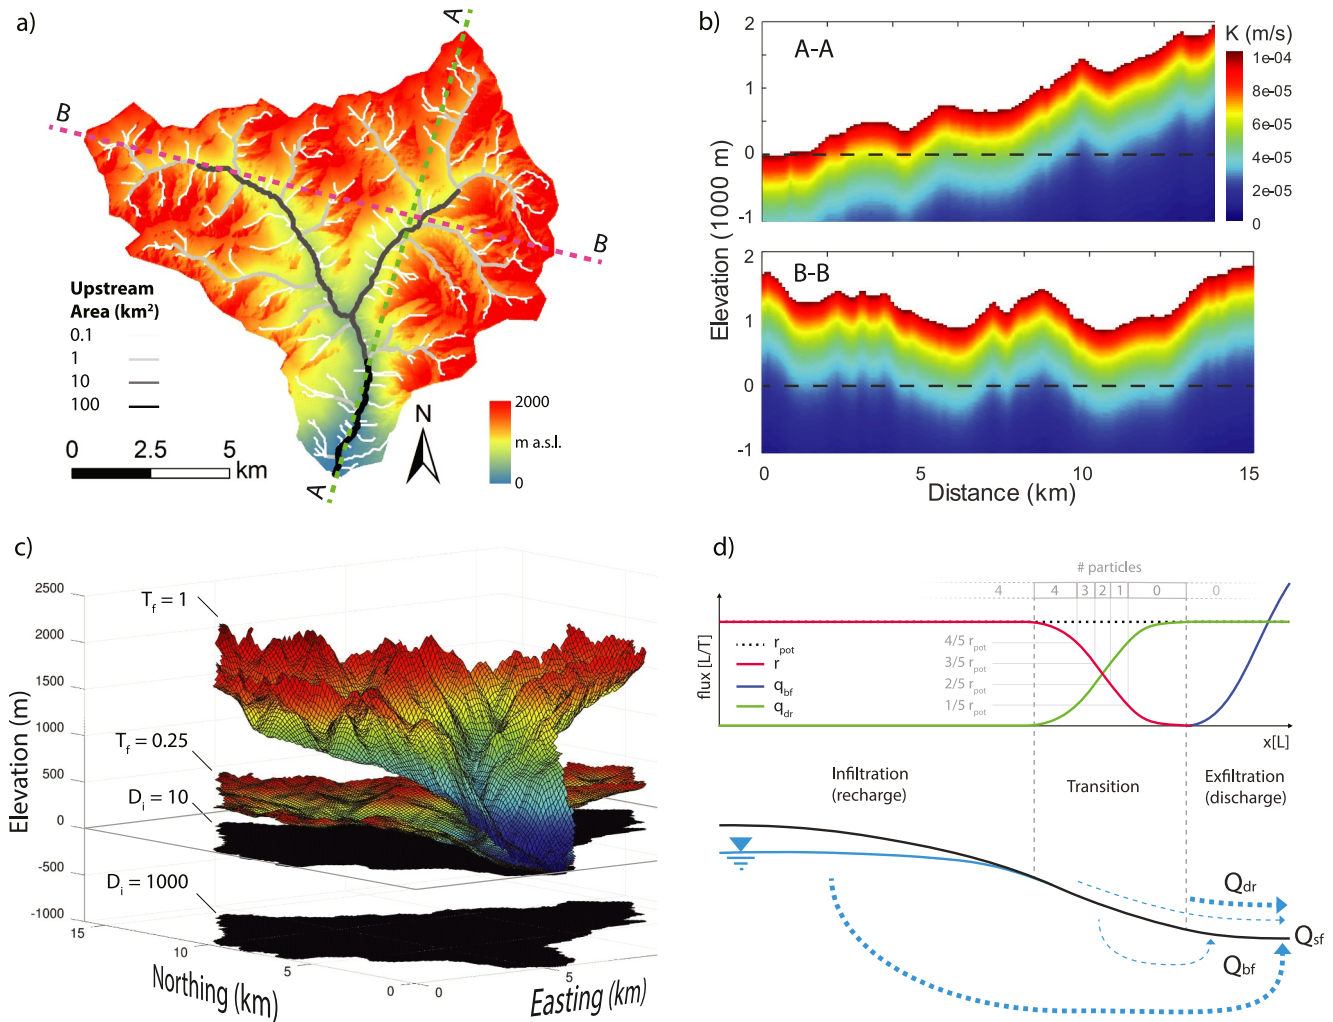 a)
A
B
B
A
Upstream
Area (km²)
0.1
1
10
100
0 2.5 5
km
N
2000
m a.s.l.
0
b)
A-A
K (m/s)
1e-04
8e-05
6e-05
4e-05
2e-05
0
2
1
0
-1
B-B
2
1
0
-1
Elevation (1000 m)
0 5 10 15
Distance (km)
c)
T_f = 1
T_f = 0.25
D_i = 10
D_i = 1000
2500
2000
1500
1000
500
0
-500
-1000
Elevation (m)
15 10 5 0
Northing (km)
0 5
Easting (km)
d)
# particles
4 4 3 2 1 0 0
flux [L/T]
r_pot
r
q_bf
q_dr
4/5 r_pot
3/5 r_pot
2/5 r_pot
1/5 r_pot
x[L]
Infiltration
(recharge)
Transition
Exfiltration
(discharge)
Q_dr
Q_sf
Q_bf